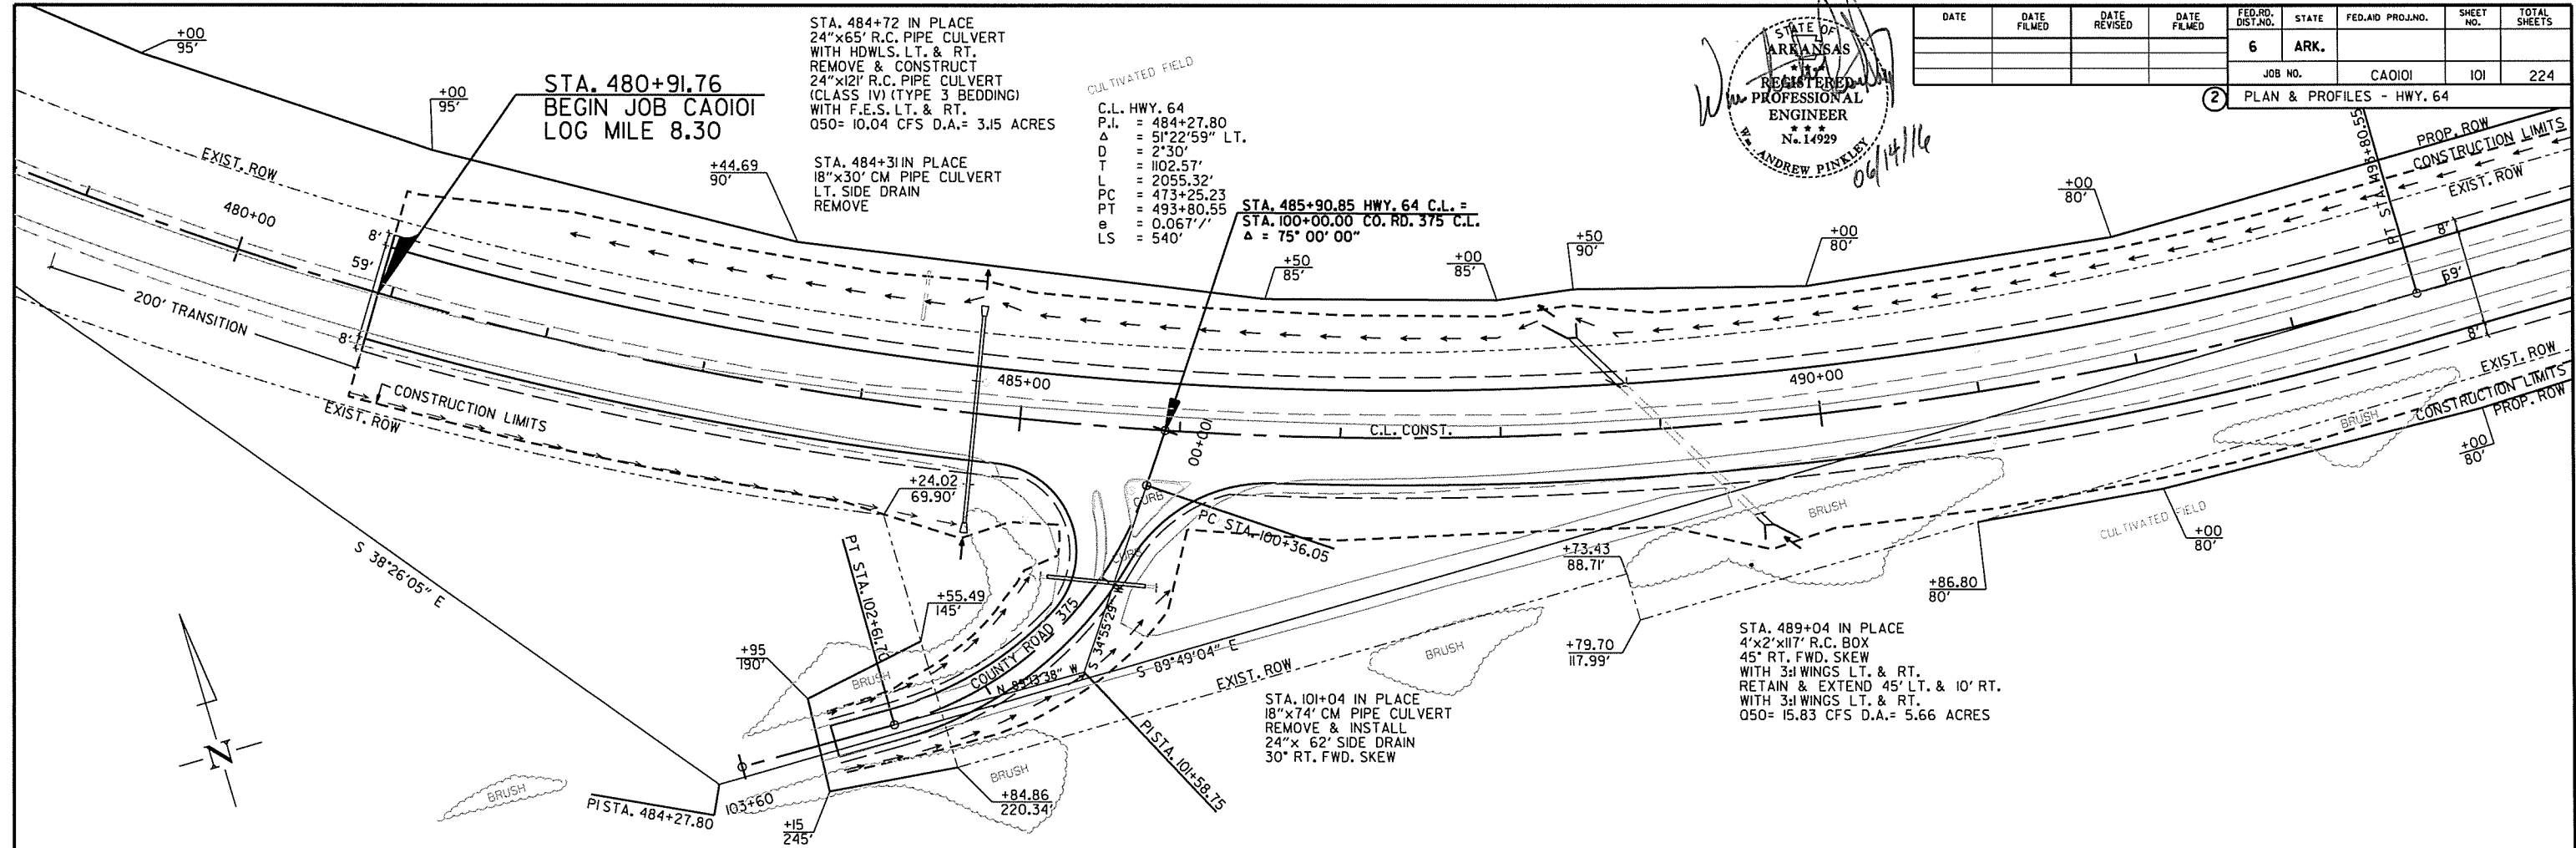 DATE
DATE FILMED
DATE REVISED
DATE FILMED
FED.RD. DIST.NO.
STATE
FED.AID PROJ.NO.
SHEET NO.
TOTAL SHEETS
6
ARK.
JOB NO.
CA0101
101
224
2
PLAN & PROFILES - HWY. 64
STATE OF
ARKANSAS
★ ★ ★
REGISTERED
PROFESSIONAL
ENGINEER
★ ★ ★
No. 14929
Wm. ANDREW PINKLEY
06/14/16
STA. 484+72 IN PLACE
24"x65' R.C. PIPE CULVERT
WITH HDWLS. LT. & RT.
REMOVE & CONSTRUCT
24"x121' R.C. PIPE CULVERT
(CLASS IV) (TYPE 3 BEDDING)
WITH F.E.S. LT. & RT.
Q50= 10.04 CFS D.A.= 3.15 ACRES
STA. 484+31 IN PLACE
18"x30' CM PIPE CULVERT
LT. SIDE DRAIN
REMOVE
CULTIVATED FIELD
C.L. HWY. 64
P.I. = 484+27.80
Δ = 51°22'59" LT.
D = 2°30'
T = 1102.57'
L = 2055.32'
PC = 473+25.23
PT = 493+80.55
e = 0.067'/'
LS = 540'
STA. 480+91.76
BEGIN JOB CA0101
LOG MILE 8.30
STA. 485+90.85 HWY. 64 C.L. =
STA. 100+00.00 CO. RD. 375 C.L.
Δ = 75° 00' 00"
+00
95'
+00
95'
+44.69
90'
+50
85'
+00
85'
+50
90'
+00
80'
+00
80'
PT STA. 493+80.55
PROP. ROW
CONSTRUCTION LIMITS
EXIST. ROW
EXIST. ROW
480+00
8'
59'
8'
200' TRANSITION
CONSTRUCTION LIMITS
EXIST. ROW
485+00
490+00
C.L. CONST.
100+00
8'
59'
8'
EXIST. ROW
CONSTRUCTION LIMITS
PROP. ROW
BRUSH
+00
80'
CURB
CURB
PC STA. 100+36.05
+24.02
69.90'
S 38°26'05" E
PT STA. 102+61.70
+55.49
145'
+95
190'
BRUSH
COUNTY ROAD 375
S 34°55'29" W
N 85°13'38" W
S 89°49'04" E
EXIST. ROW
BRUSH
BRUSH
+73.43
88.71'
+79.70
117.99'
+86.80
80'
CULTIVATED FIELD
+00
80'
STA. 489+04 IN PLACE
4'x2'x117' R.C. BOX
45° RT. FWD. SKEW
WITH 3:1 WINGS LT. & RT.
RETAIN & EXTEND 45' LT. & 10' RT.
WITH 3:1 WINGS LT. & RT.
Q50= 15.83 CFS D.A.= 5.66 ACRES
STA. 101+04 IN PLACE
18"x74' CM PIPE CULVERT
REMOVE & INSTALL
24"x 62' SIDE DRAIN
30° RT. FWD. SKEW
N
BRUSH
BRUSH
PI STA. 484+27.80
103+60
+15
245'
+84.86
220.34'
PI STA. 101+58.75